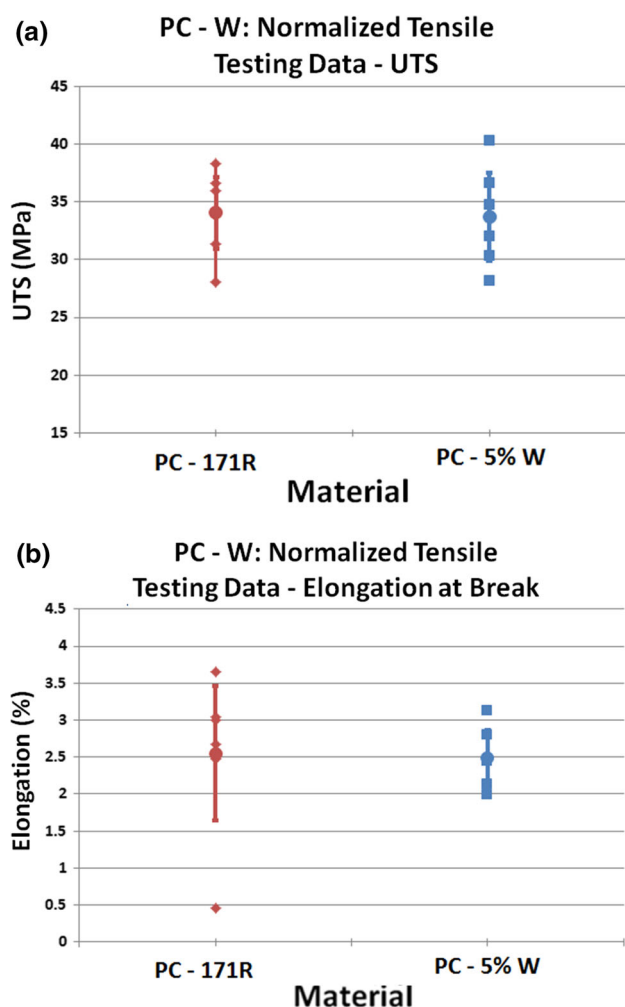 (a)
PC - W: Normalized Tensile
Testing Data - UTS
45
40
35
30
25
20
15
UTS (MPa)
PC - 171R
PC - 5% W
Material
(b)
PC - W: Normalized Tensile
Testing Data - Elongation at Break
4.5
4
3.5
3
2.5
2
1.5
1
0.5
0
Elongation (%)
PC - 171R
PC - 5% W
Material